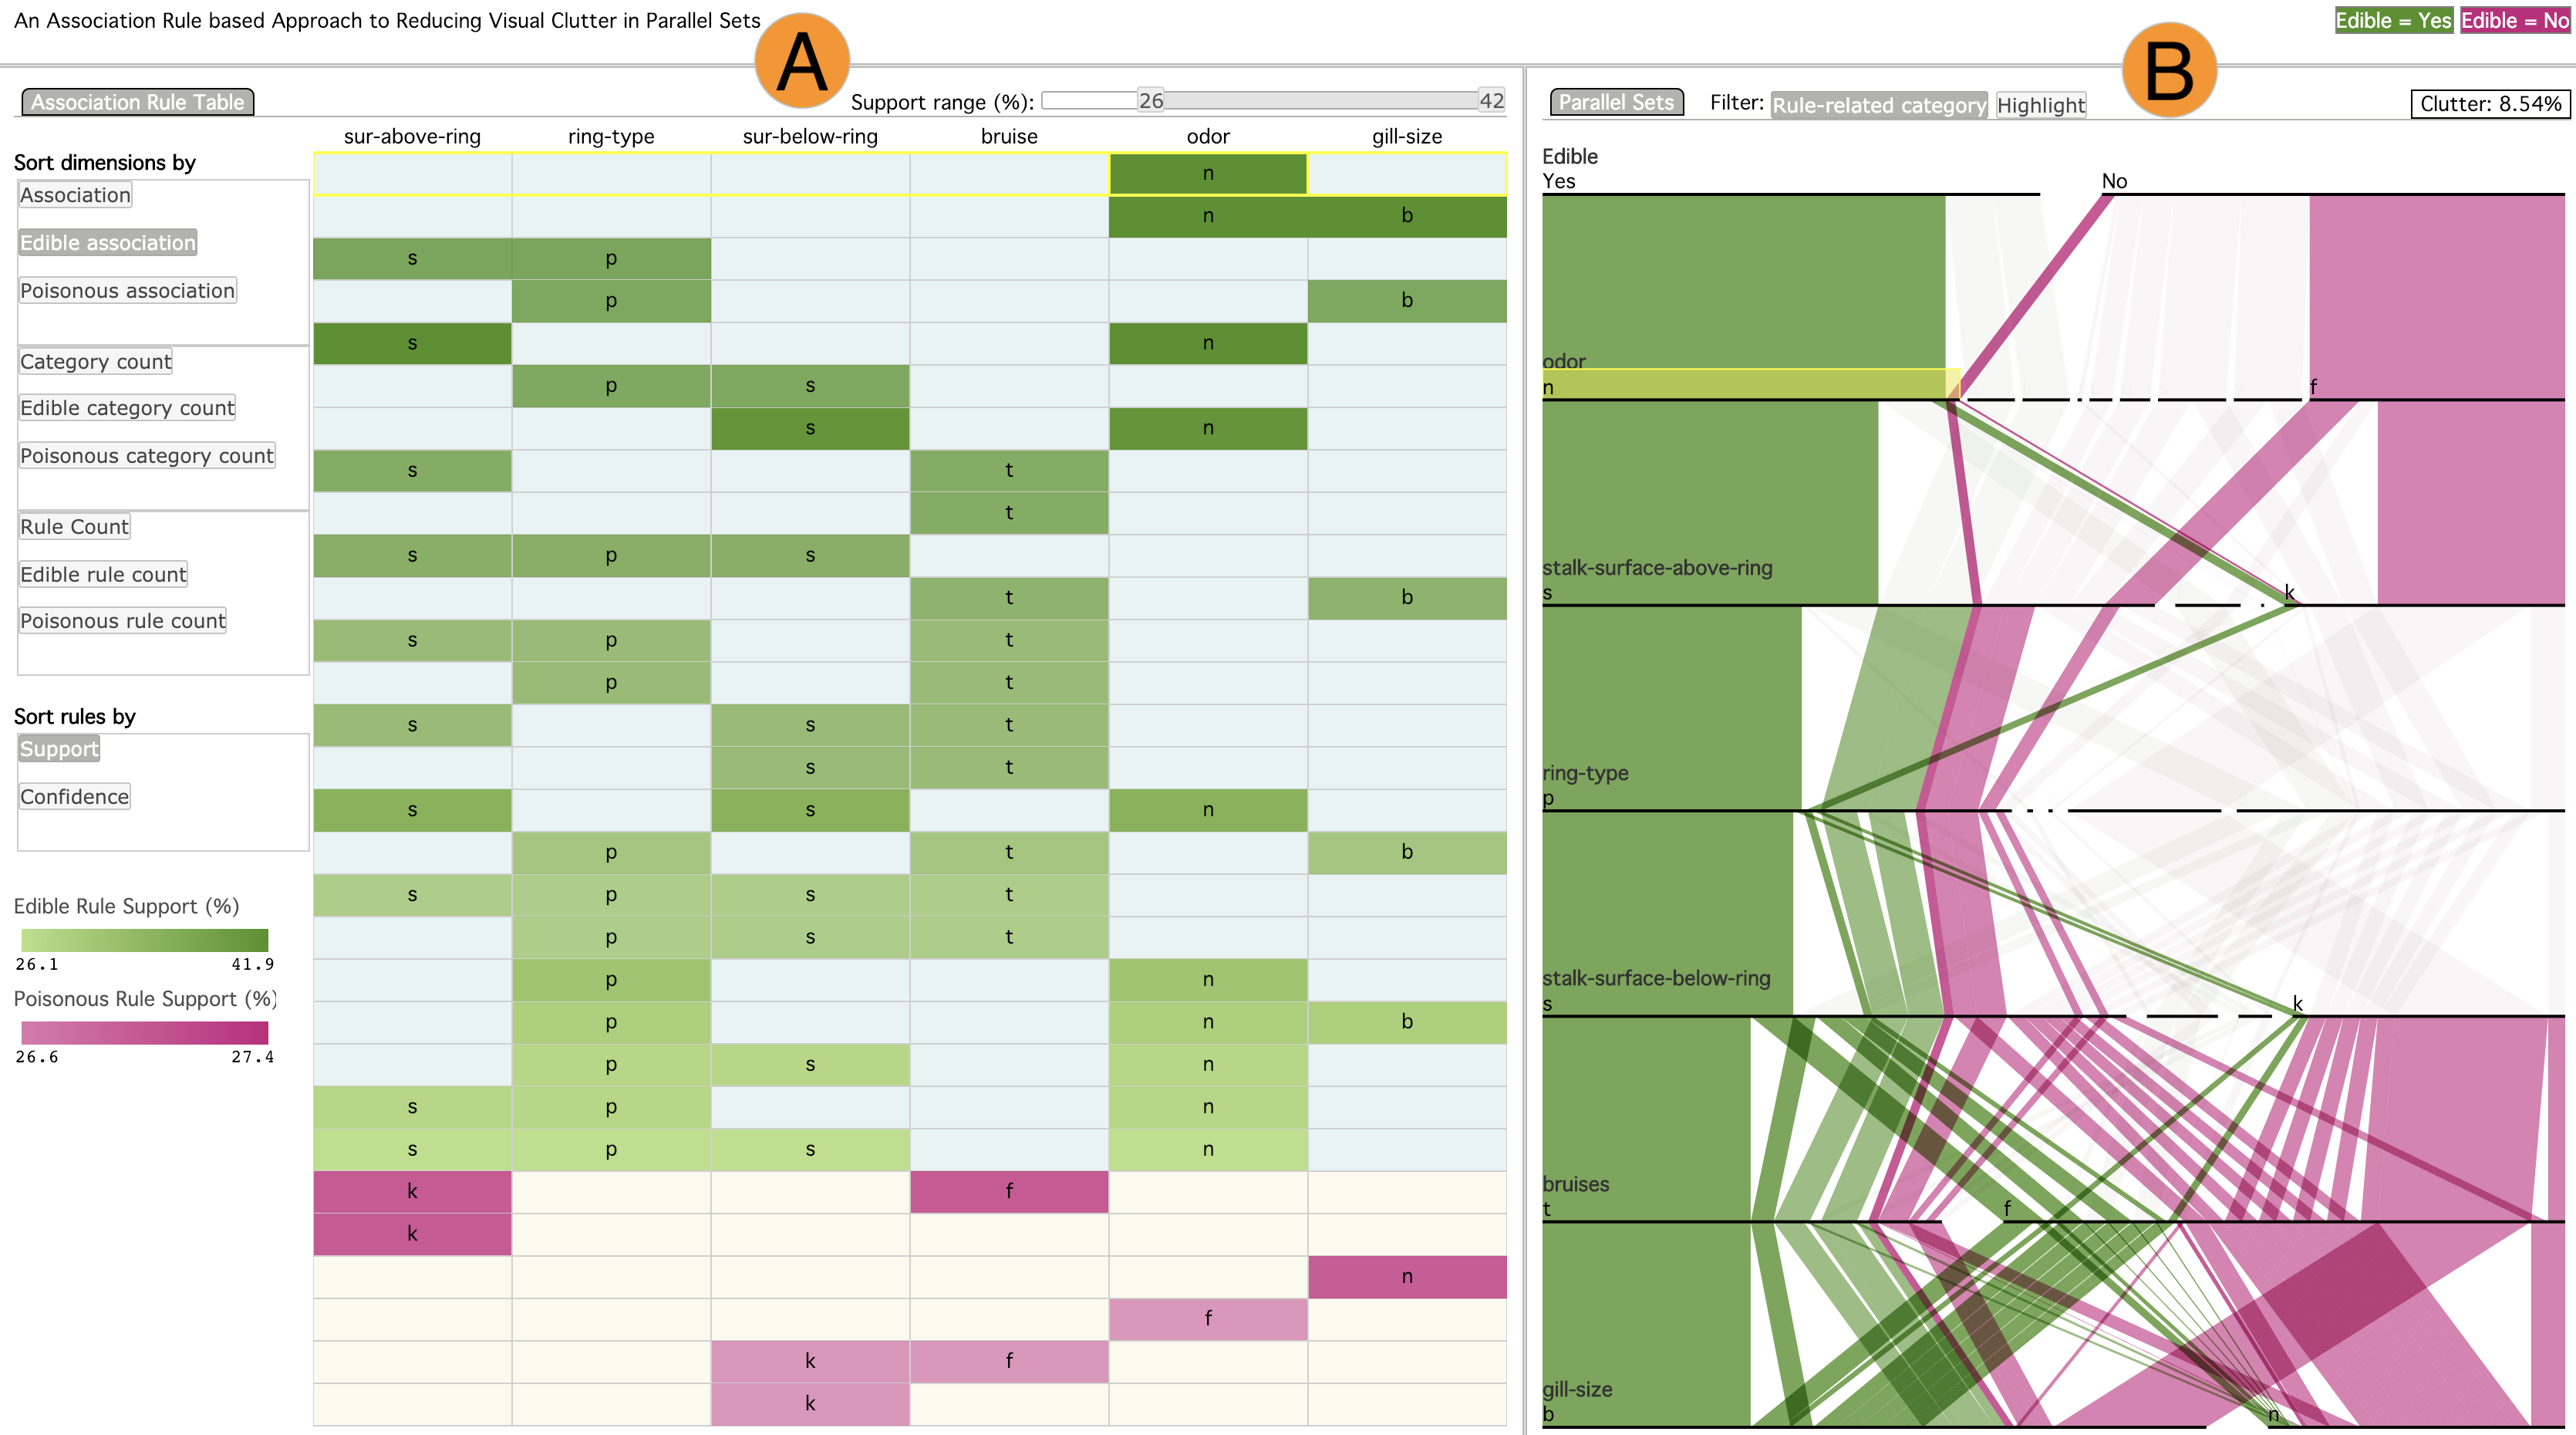 An Association Rule based Approach to Reducing Visual Clutter in Parallel Sets
Edible = Yes Edible = No
A
B
Association Rule Table
Support range (%): 26 42
sur-above-ring ring-type sur-below-ring bruise odor gill-size
Sort dimensions by
Association
Edible association
Poisonous association
Category count
Edible category count
Poisonous category count
Rule Count
Edible rule count
Poisonous rule count
Sort rules by
Support
Confidence
Edible Rule Support (%)
26.1 41.9
Poisonous Rule Support (%)
26.6 27.4
n
n b
s p
p b
s n
p s
s n
s t
t
s p s
t b
s p t
p t
s s t
s t
s s n
p t b
s p s t
p s t
p n
p n b
p s n
s p n
s p s n
k f
k
n
f
k f
k
Parallel Sets Filter: Rule-related category Highlight Clutter: 8.54%
Edible
Yes No
odor
n f
stalk-surface-above-ring
s k
ring-type
p
stalk-surface-below-ring
s k
bruises
t f
gill-size
b n